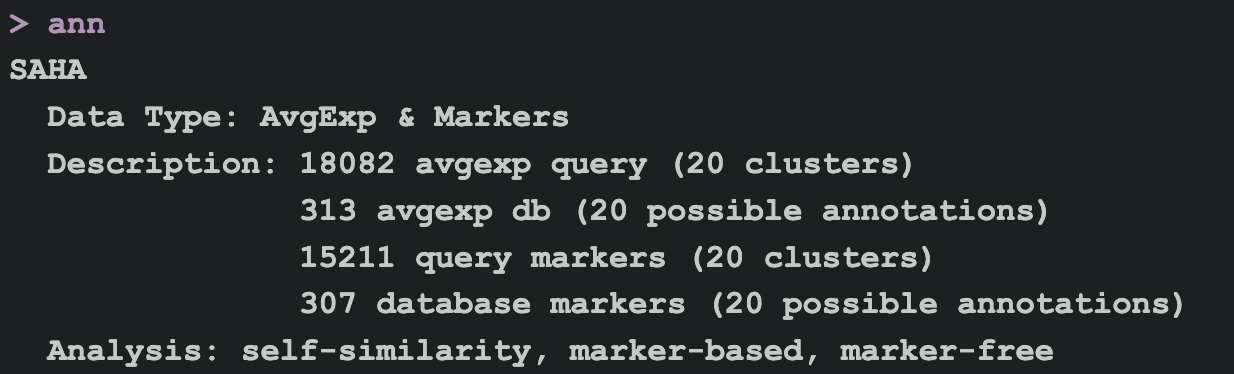 > ann
SAHA
Data Type: AvgExp & Markers
Description: 18082 avgexp query (20 clusters)
313 avgexp db (20 possible annotations)
15211 query markers (20 clusters)
307 database markers (20 possible annotations)
Analysis: self-similarity, marker-based, marker-free